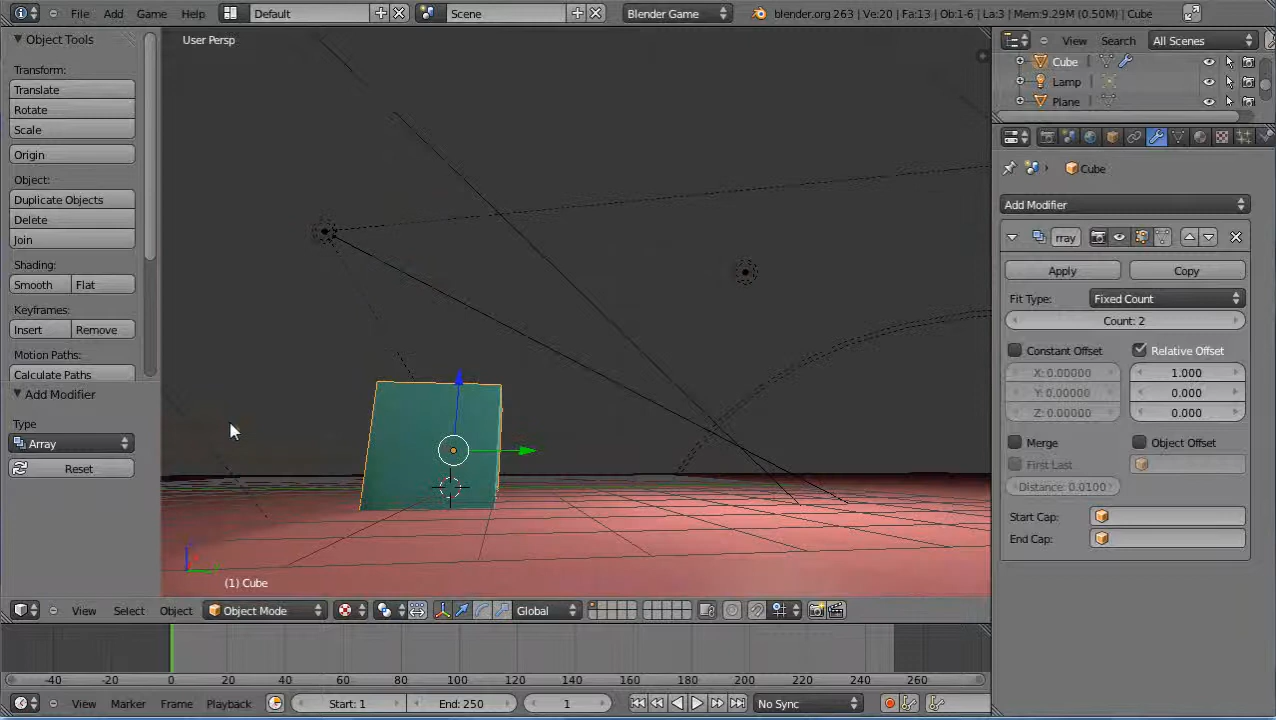 File Add Game Help Default Scene Blender Game blender.org 263 | Ve:20 | Fa:13 | Ob:1-6 | La:3 | Mem:9.29M (0.50M) | Cube
Object Tools
Transform:
Translate
Rotate
Scale
Origin
Object:
Duplicate Objects
Delete
Join
Shading:
Smooth Flat
Keyframes:
Insert Remove
Motion Paths:
Calculate Paths
Add Modifier
Type
Array
Reset
User Persp
(1) Cube
View Select Object Object Mode Global
-40 -20 0 20 40 60 80 100 120 140 160 180 200 220 240 260
View Marker Frame Playback Start: 1 End: 250 1 No Sync
View Search All Scenes
Cube
Lamp
Plane
Cube
Add Modifier
rray
Apply Copy
Fit Type: Fixed Count
Count: 2
Constant Offset Relative Offset
X: 0.00000 1.000
Y: 0.00000 0.000
Z: 0.00000 0.000
Merge Object Offset
First Last
Distance: 0.0100
Start Cap:
End Cap: